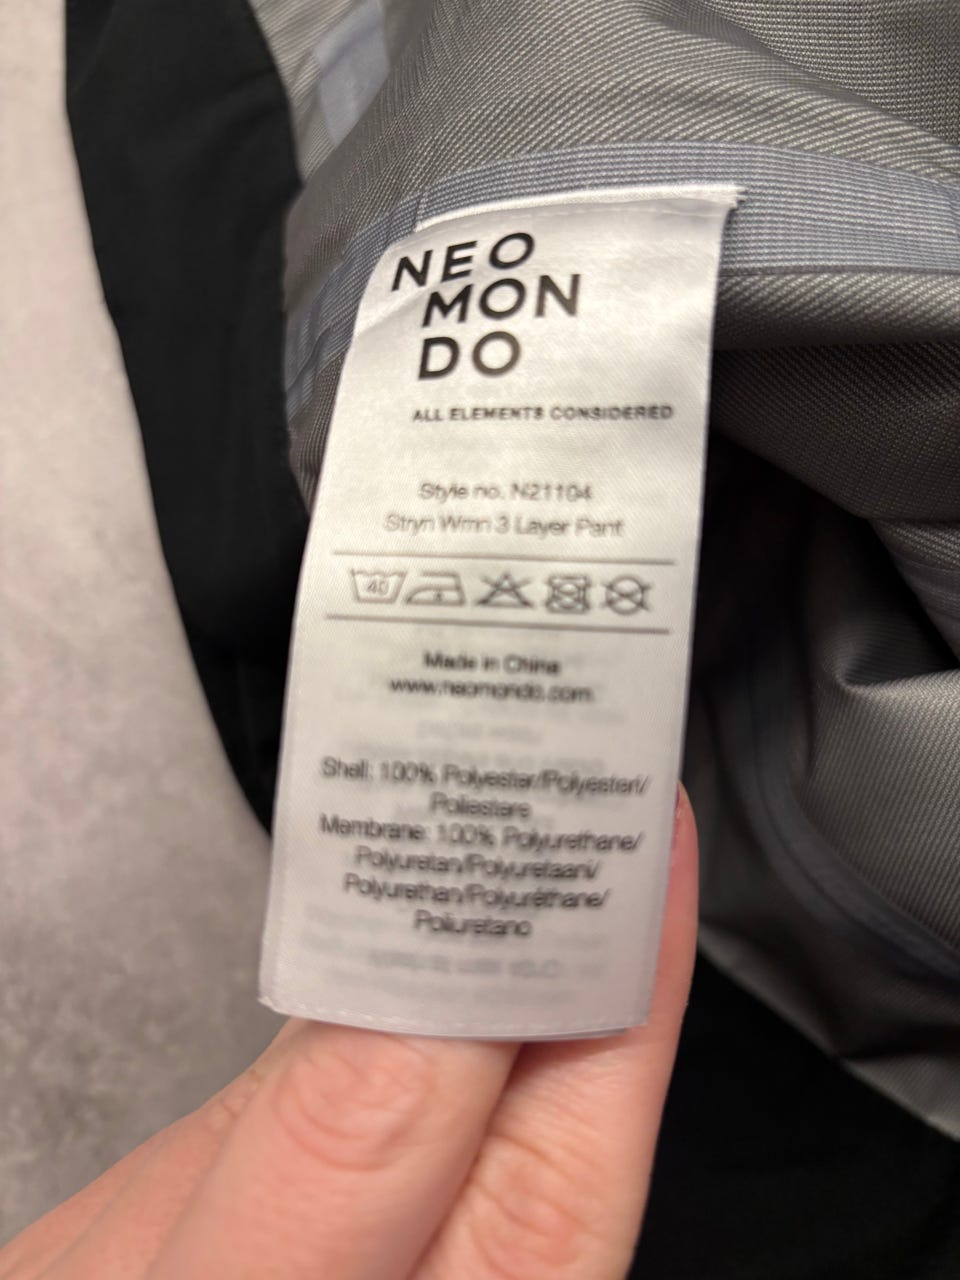 NEO
MON
DO
ALL ELEMENTS CONSIDERED
Style no. N21104
Stryn Wmn 3 Layer Pant
40
Made in China
www.neomondo.com
Shell: 100% Polyester/Polyesteri/
Poliestere
Membrane: 100% Polyurethane/
Polyuretan/Polyuretaani/
Polyurethan/Polyuréthane/
Poliuretano